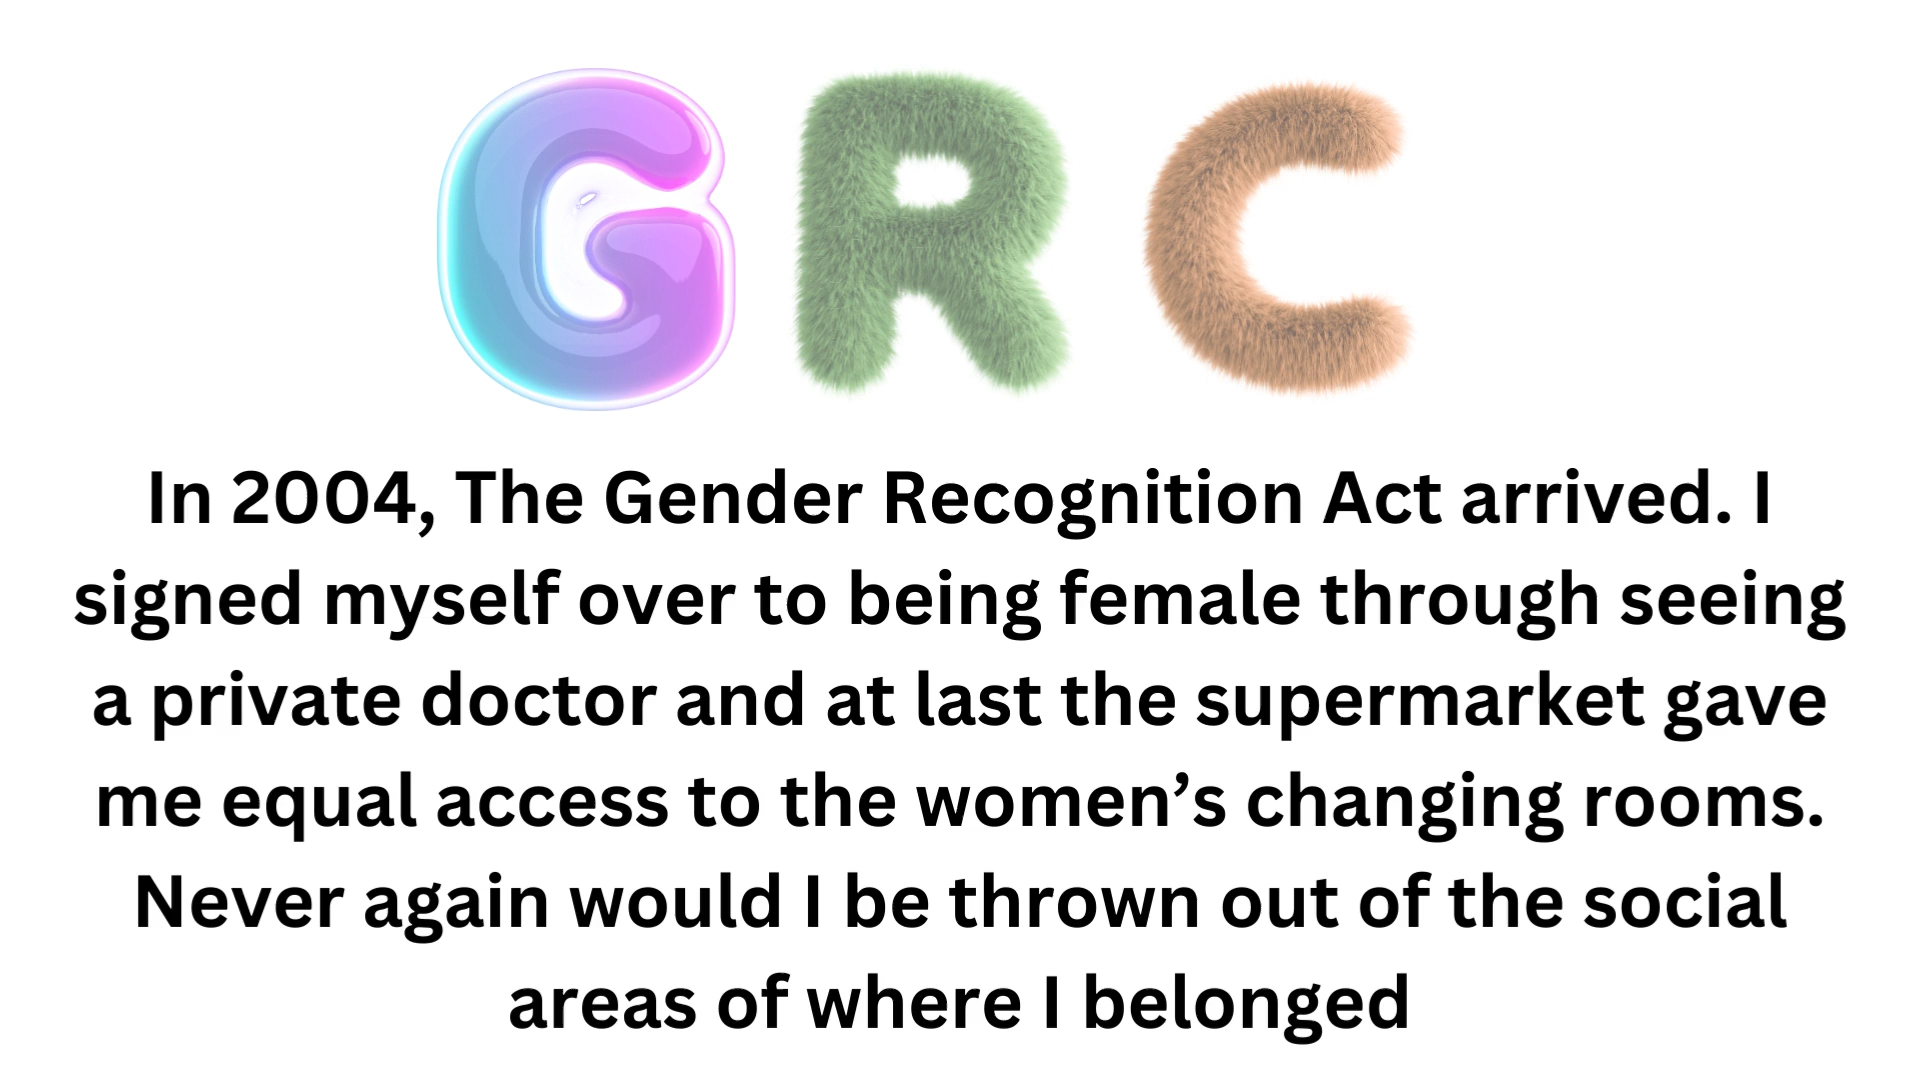 GRC
In 2004, The Gender Recognition Act arrived. I
signed myself over to being female through seeing
a private doctor and at last the supermarket gave
me equal access to the women’s changing rooms.
Never again would I be thrown out of the social
areas of where I belonged